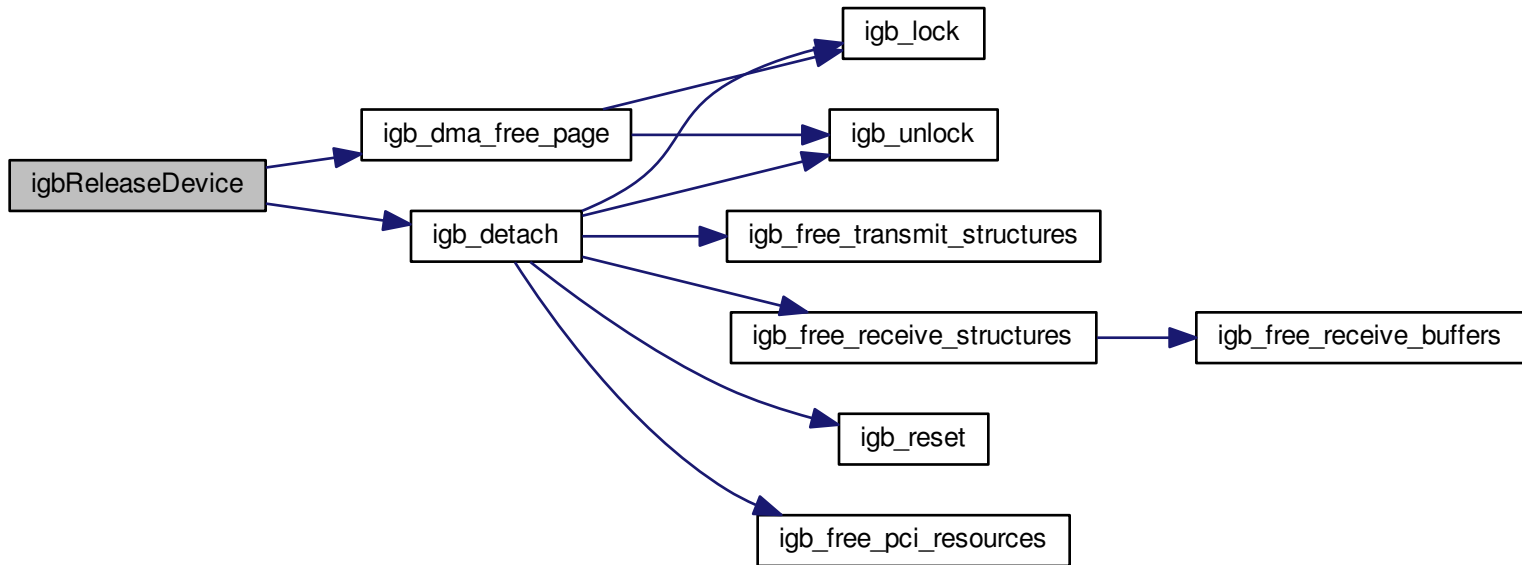 igb_lock
igb_dma_free_page
igb_unlock
igbReleaseDevice
igb_detach
igb_free_transmit_structures
igb_free_receive_structures
igb_free_receive_buffers
igb_reset
igb_free_pci_resources